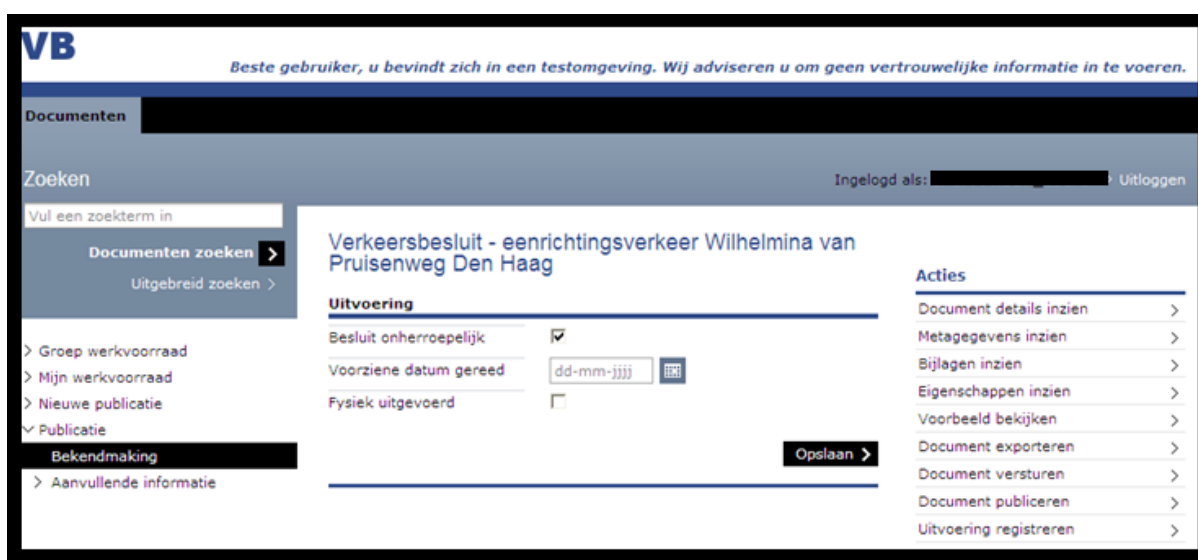 VB
Beste gebruiker, u bevindt zich in een testomgeving. Wij adviseren u om geen vertrouwelijke informatie in te voeren.
Documenten
Zoeken
Ingelogd als:
Uitloggen
Vul een zoekterm in
Documenten zoeken
Uitgebreid zoeken >
> Groep werkvoorraad
> Mijn werkvoorraad
> Nieuwe publicatie
Publicatie
Bekendmaking
> Aanvullende informatie
Verkeersbesluit - eenrichtingsverkeer Wilhelmina van
Pruisenweg Den Haag
Uitvoering
Besluit onherroepelijk
Voorziene datum gereed dd-mm-jjjj
Fysiek uitgevoerd
Opslaan >
Acties
Document details inzien >
Metagegevens inzien >
Bijlagen inzien >
Eigenschappen inzien >
Voorbeeld bekijken >
Document exporteren >
Document versturen >
Document publiceren >
Uitvoering registreren >